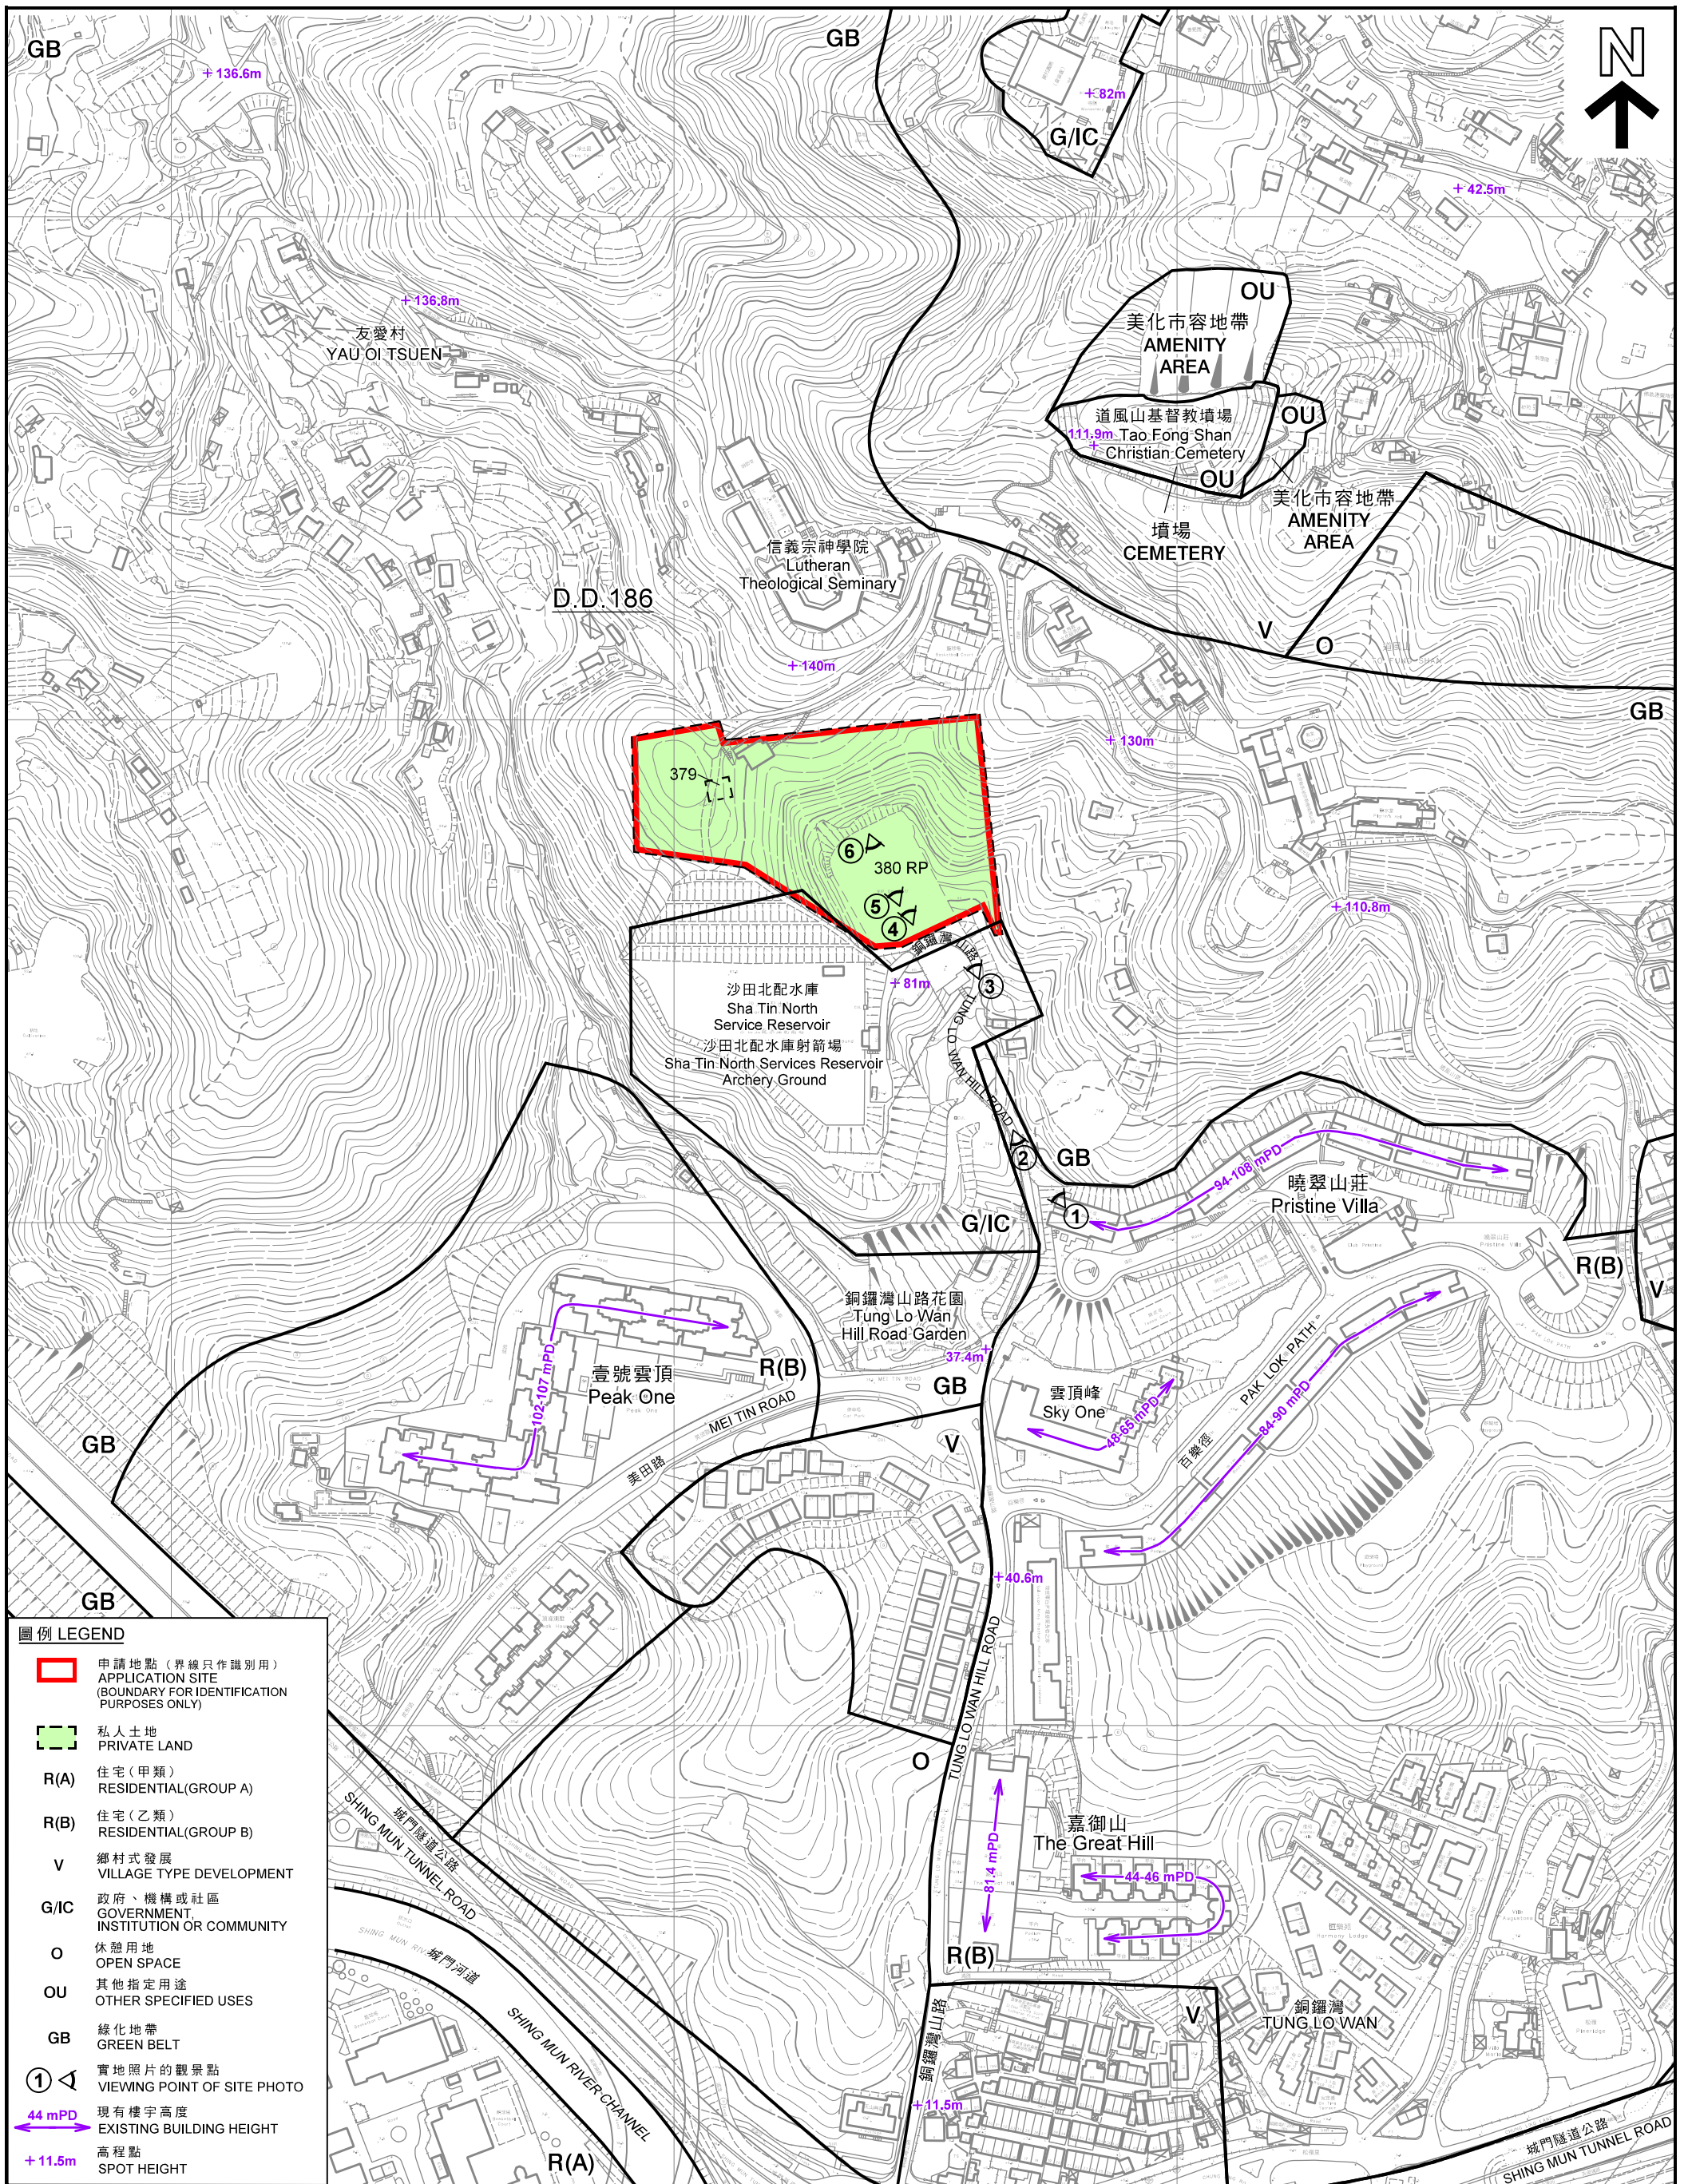 GB
GB
N
+136.6m
+82m
G/IC
+42.5m
+136.8m
友愛村
YAU OI TSUEN
OU
美化市容地帶
AMENITY
AREA
道風山基督教墳場
111.9m
Tao Fong Shan
Christian Cemetery
OU
OU
美化市容地帶
AMENITY
AREA
墳場
CEMETERY
信義宗神學院
Lutheran
Theological Seminary
D.D.186
V
O
+140m
GB
+130m
379
6
380 RP
5
4
+110.8m
銅鑼灣山路
+81m
3
沙田北配水庫
Sha Tin North
Service Reservoir
沙田北配水庫射箭場
Sha Tin North Services Reservoir
Archery Ground
TUNG LO WAN HILL ROAD
2
GB
94-108 mPD
曉翠山莊
Pristine Villa
1
G/IC
R(B)
V
銅鑼灣山路花園
Tung Lo Wan
Hill Road Garden
37.4m+
102-107 mPD
壹號雲頂
Peak One
R(B)
MEI TIN ROAD
美田路
GB
雲頂峰
Sky One
48-65 mPD
PAK LOK PATH
百樂徑
84-90 mPD
GB
V
+40.6m
GB
TUNG LO WAN HILL ROAD
O
嘉御山
The Great Hill
81.4 mPD
44-46 mPD
R(B)
城門隧道公路
SHING MUN TUNNEL ROAD
城門河道
SHING MUN RIVER CHANNEL
銅鑼灣山路
V
銅鑼灣
TUNG LO WAN
+11.5m
R(A)
城門隧道公路
SHING MUN TUNNEL ROAD
圖例 LEGEND
申請地點 (界線只作識別用)
APPLICATION SITE
(BOUNDARY FOR IDENTIFICATION
PURPOSES ONLY)
私人土地
PRIVATE LAND
R(A) 住宅(甲類)
RESIDENTIAL(GROUP A)
R(B) 住宅(乙類)
RESIDENTIAL(GROUP B)
V 鄉村式發展
VILLAGE TYPE DEVELOPMENT
G/IC 政府、機構或社區
GOVERNMENT,
INSTITUTION OR COMMUNITY
O 休憩用地
OPEN SPACE
OU 其他指定用途
OTHER SPECIFIED USES
GB 綠化地帶
GREEN BELT
1 實地照片的觀景點
VIEWING POINT OF SITE PHOTO
44 mPD 現有樓宇高度
EXISTING BUILDING HEIGHT
+11.5m 高程點
SPOT HEIGHT